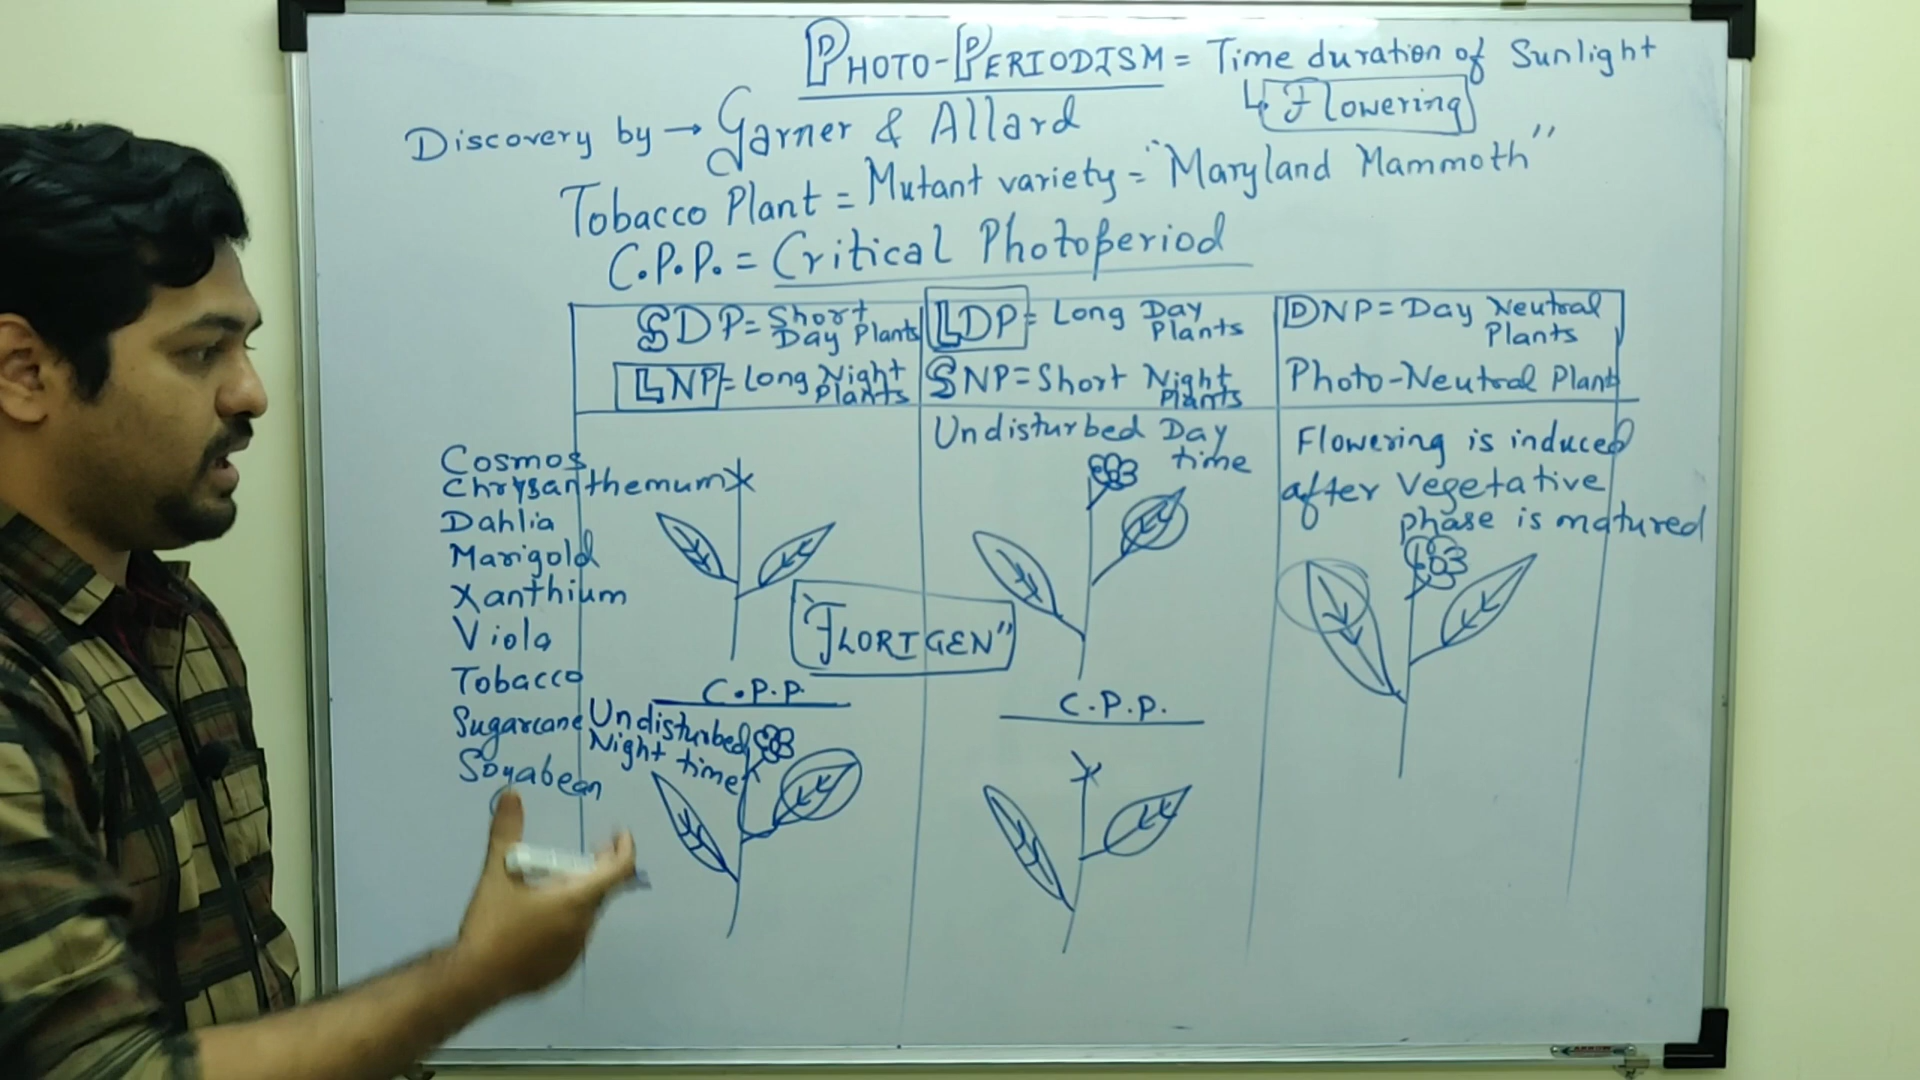 PHOTO-PERIODISM = Time duration of Sunlight
↳ Flowering
Discovery by → Garner & Allard
Tobacco Plant = Mutant variety = "Maryland Mammoth"
C.P.P. = Critical Photoperiod
SDP = Short Day Plants
LNP = Long Night Plants
LDP = Long Day Plants
SNP = Short Night Plants
DNP = Day Neutral Plants
Photo-Neutral Plant
Cosmos
Chrysanthemum
Dahlia
Marigold
Xanthium
Viola
Tobacco
Sugarcane
Soyabean
Undisturbed Day time
Flowering is induced
after Vegetative
phase is matured
"FLORIGEN"
C.P.P.
Undisturbed
Night time
C.P.P.